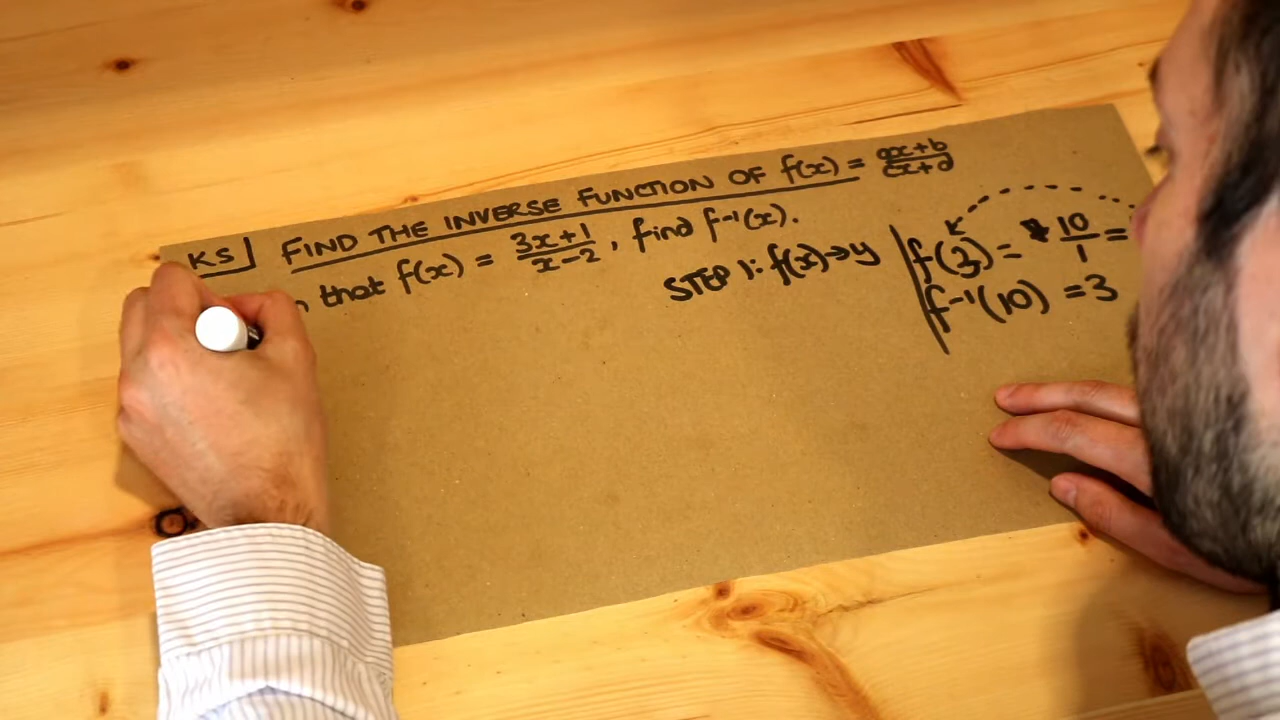 KS FIND THE INVERSE FUNCTION OF f(x) = ax+b/cx+d
that f(x) = 3x+1/x-2, find f⁻¹(x).
STEP 1: f(x)→y
f(3) = 10/1 =
f⁻¹(10) = 3